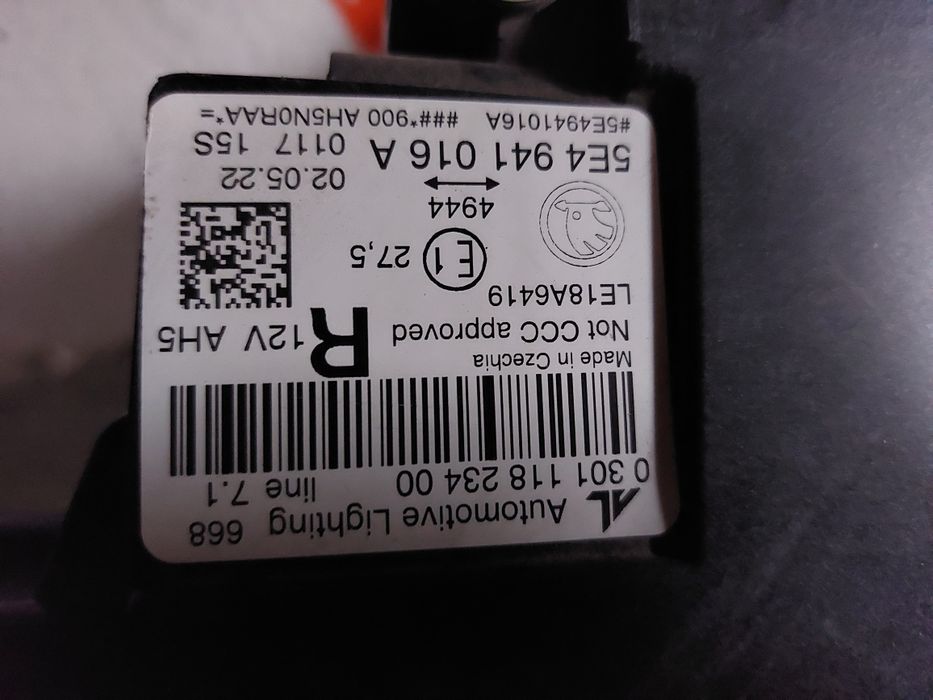 AL Automotive Lighting 668
0 301 118 234 00 line 7.1
Made in Czechia
Not CCC approved R 12V AH5
LE18A6419
E1 27,5
4944
02.05.22
5E4 941 016 A 0117 15S
#5E4941016A ###*900 AH5N0RAA*=